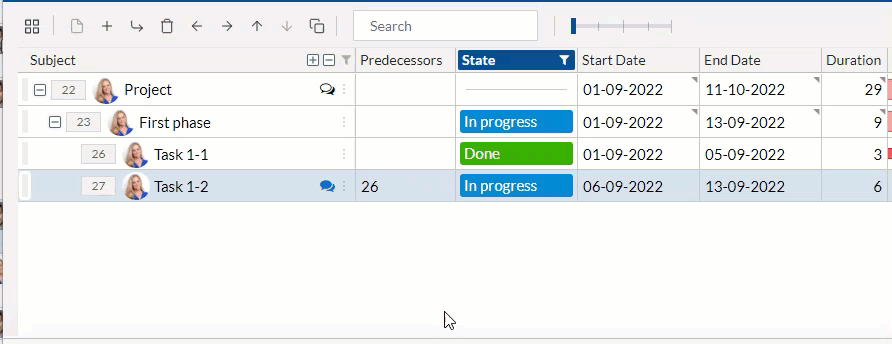 Search
Subject Predecessors State Start Date End Date Duration
22 Project 01-09-2022 11-10-2022 29
23 First phase In progress 01-09-2022 13-09-2022 9
26 Task 1-1 Done 01-09-2022 05-09-2022 3
27 Task 1-2 26 In progress 06-09-2022 13-09-2022 6